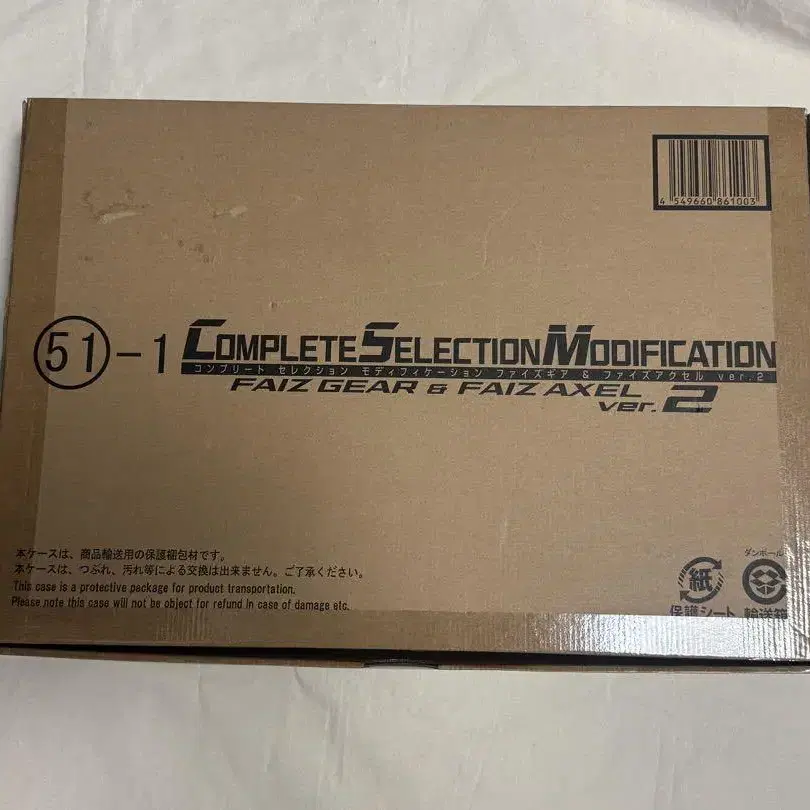 4 549660 861003
51-1 COMPLETE SELECTION MODIFICATION
コンプリート セレクション モディフィケーション ファイズギア & ファイズアクセル ver.2
FAIZ GEAR & FAIZ AXEL
ver.2
本ケースは、商品輸送用の保護梱包材です。
本ケースは、つぶれ、汚れ等による交換は出来ません。ご了承ください。
This case is a protective package for product transportation.
Please note this case will not be object for refund in case of damage etc.
ダンボール
紙
保護シート 輸送箱